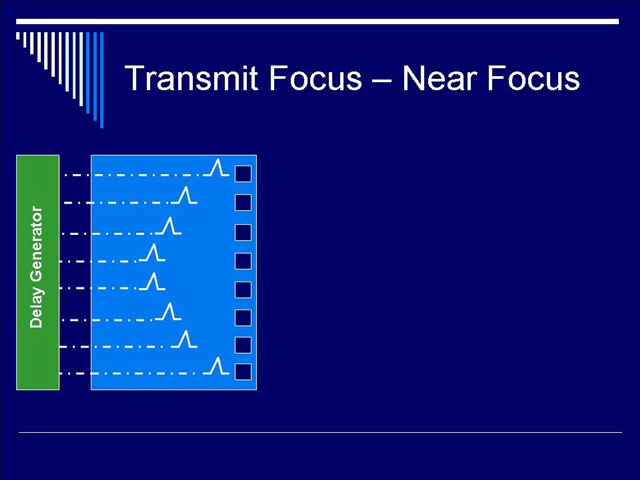 Transmit Focus – Near Focus
Delay Generator